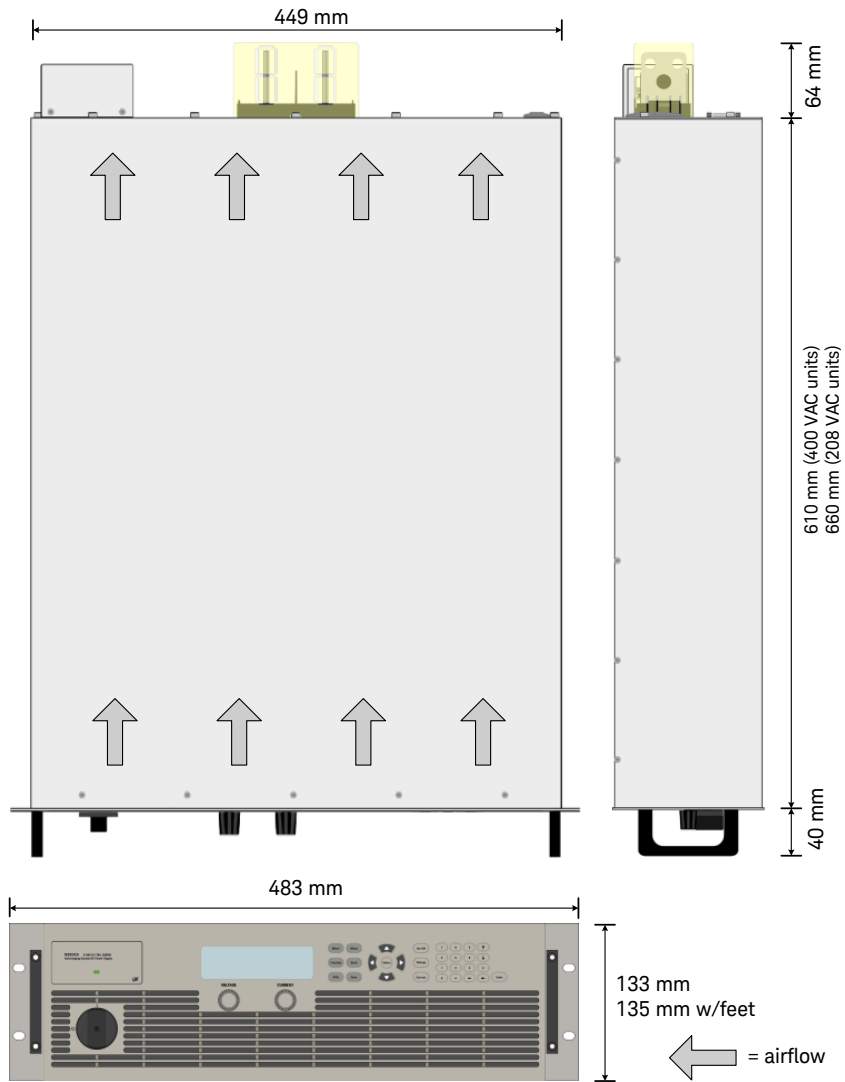 449 mm
64 mm
610 mm (400 VAC units)
660 mm (208 VAC units)
40 mm
483 mm
VOLTAGE
CURRENT
133 mm
135 mm w/feet
= airflow